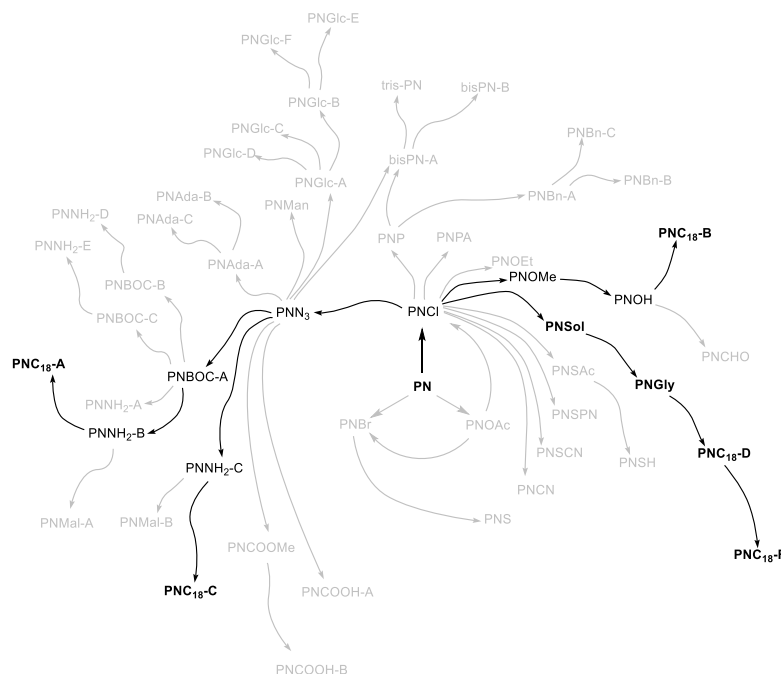 PNGlc-E
PNGlc-F
tris-PN
bisPN-B
PNGlc-B
PNGlc-C
PNBn-C
PNGlc-D
bisPN-A
PNBn-B
PNGlc-A
PNBn-A
PNAda-B
PNMan
PNNH₂-D
PNAda-C
PNP
PNPA
PNC₁₈-B
PNNH₂-E
PNAda-A
PNOEt
PNOMe
PNBOC-B
PNOH
PNN₃
PNCl
PNBOC-C
PNSol
PNCHO
PNC₁₈-A
PNBOC-A
PNSAc
PNGly
PN
PNNH₂-A
PNSPN
PNBr
PNOAc
PNNH₂-B
PNSCN
PNC₁₈-D
PNNH₂-C
PNSH
PNCN
PNMal-A
PNMal-B
PNS
PNCOOMe
PNC₁₈-C
PNCOOH-A
PNCOOH-B